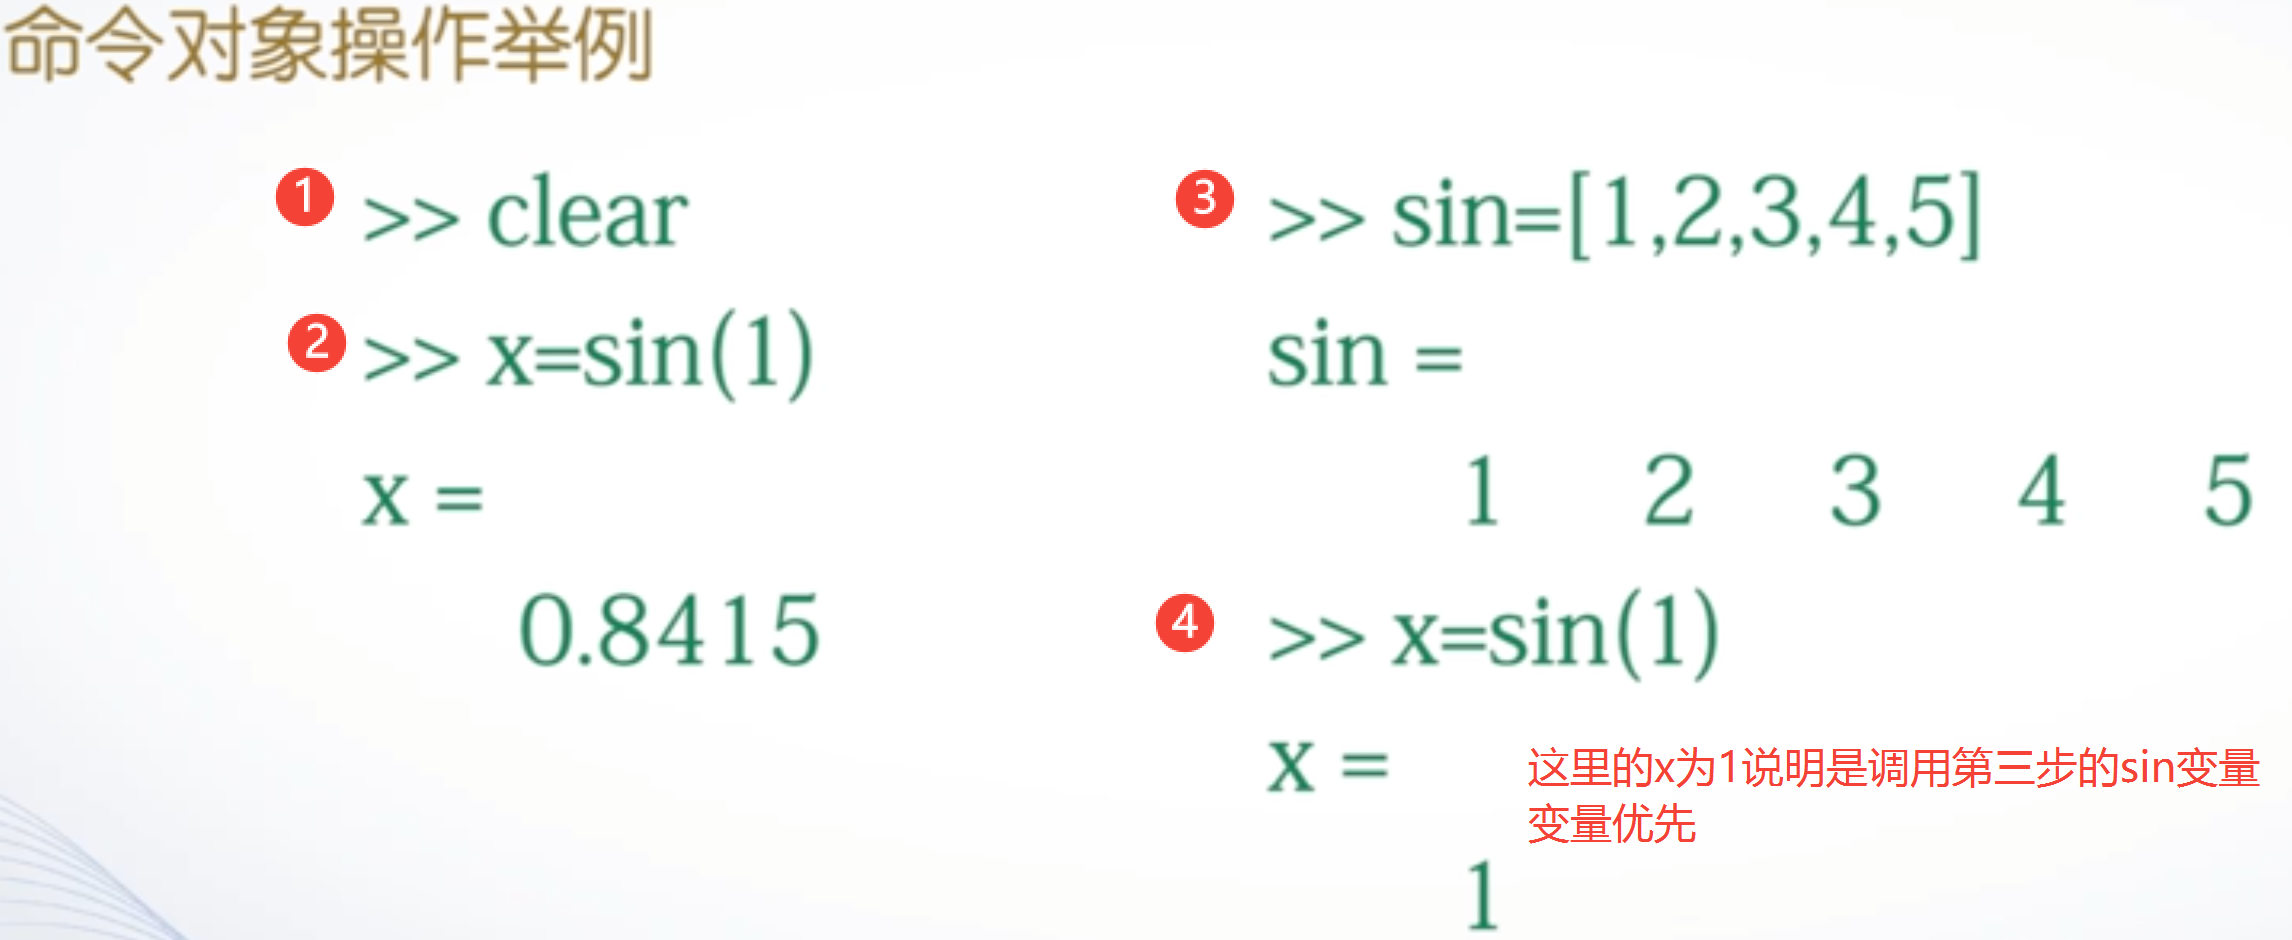 命令对象操作举例
1 >> clear
2 >> x=sin(1)
x =
0.8415
3 >> sin=[1,2,3,4,5]
sin =
1 2 3 4 5
4 >> x=sin(1)
x =
这里的x为1说明是调用第三步的sin变量
变量优先
1